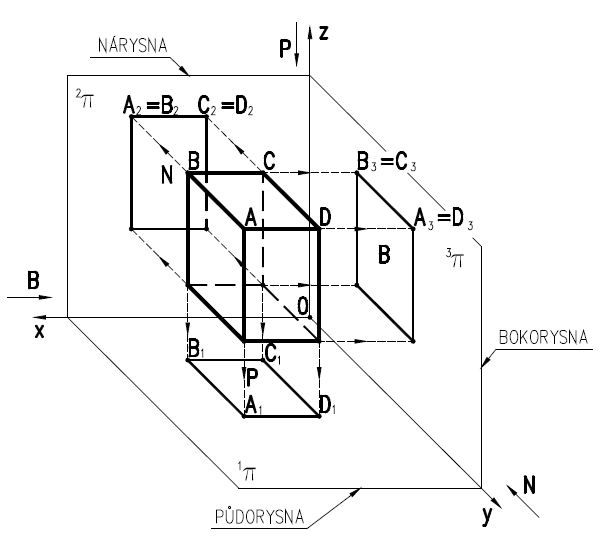 NÁRYSNA
P
z
²π
A₂=B₂
C₂=D₂
B
C
B₃=C₃
N
A
D
A₃=D₃
B
³π
B
O
x
BOKORYSNA
B₁
C₁
P
A₁
D₁
¹π
N
PŮDORYSNA
y